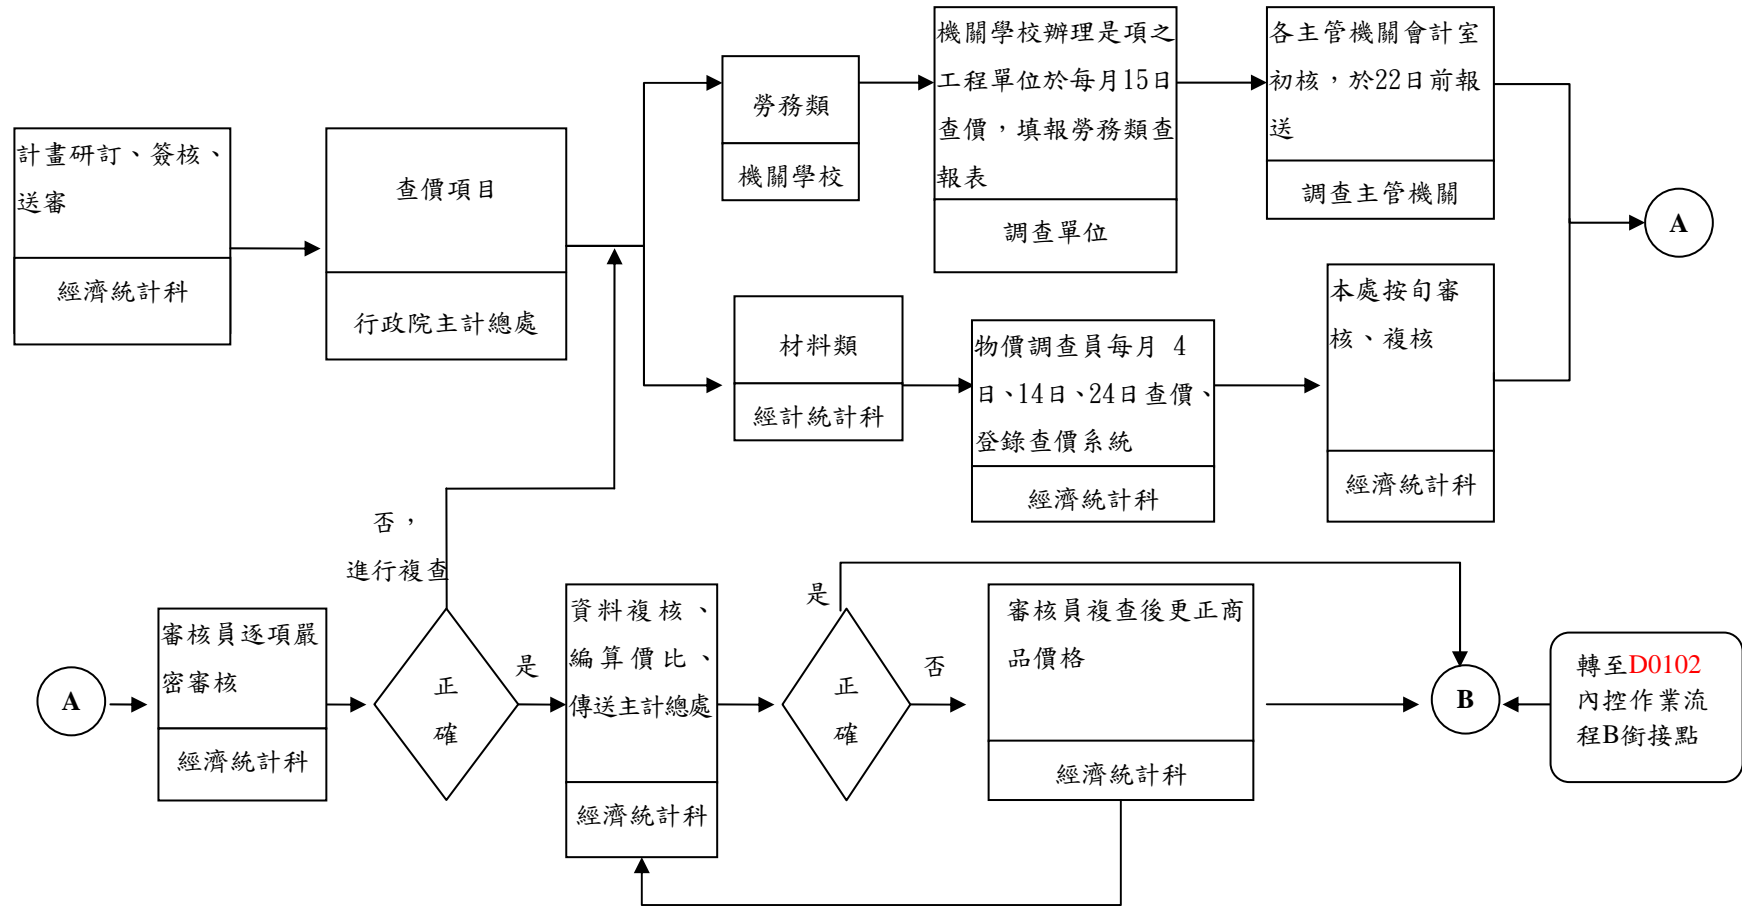 計畫研訂、簽核、
送審
經濟統計科
查價項目
行政院主計總處
勞務類
機關學校
機關學校辦理是項之
工程單位於每月15日
查價，填報勞務類查
報表
調查單位
各主管機關會計室
初核，於22日前報
送
調查主管機關
A
材料類
經計統計科
物價調查員每月 4
日、14日、24日查價、
登錄查價系統
經濟統計科
本處按旬審
核、複核
經濟統計科
A
審核員逐項嚴
密審核
經濟統計科
否，
進行複查
正
確
是
資料複核、
編算價比、
傳送主計總處
經濟統計科
是
正
確
否
審核員複查後更正商
品價格
經濟統計科
B
轉至D0102
內控作業流
程B銜接點